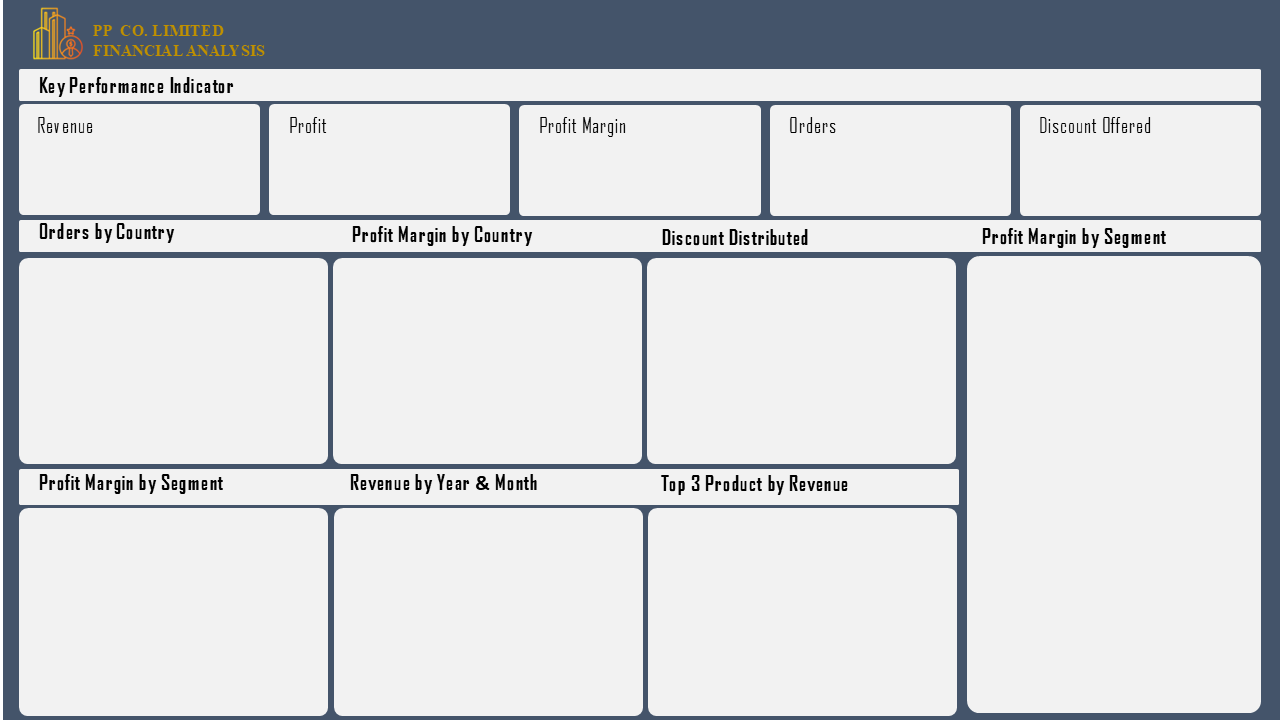 PP CO. LIMITED
FINANCIAL ANALYSIS
Key Performance Indicator
Revenue
Profit
Profit Margin
Orders
Discount Offered
Orders by Country
Profit Margin by Country
Discount Distributed
Profit Margin by Segment
Profit Margin by Segment
Revenue by Year & Month
Top 3 Product by Revenue